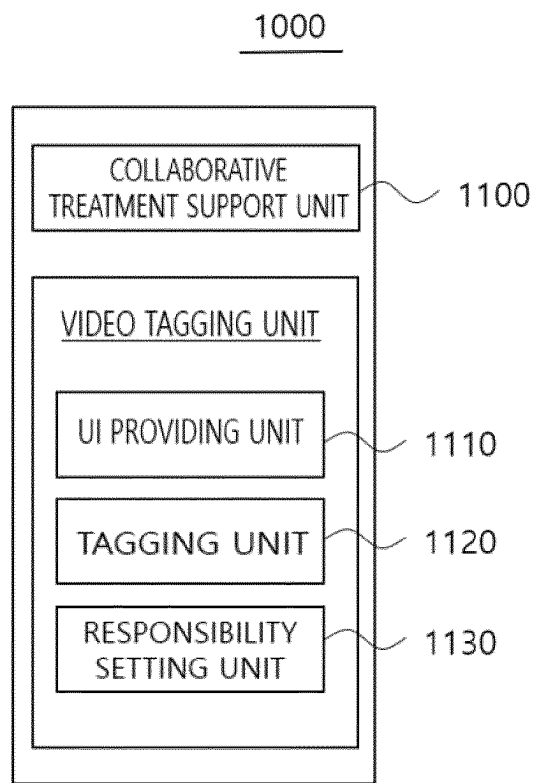 1000
COLLABORATIVE
TREATMENT SUPPORT UNIT
1100
VIDEO TAGGING UNIT
UI PROVIDING UNIT
1110
TAGGING UNIT
1120
RESPONSIBILITY
SETTING UNIT
1130